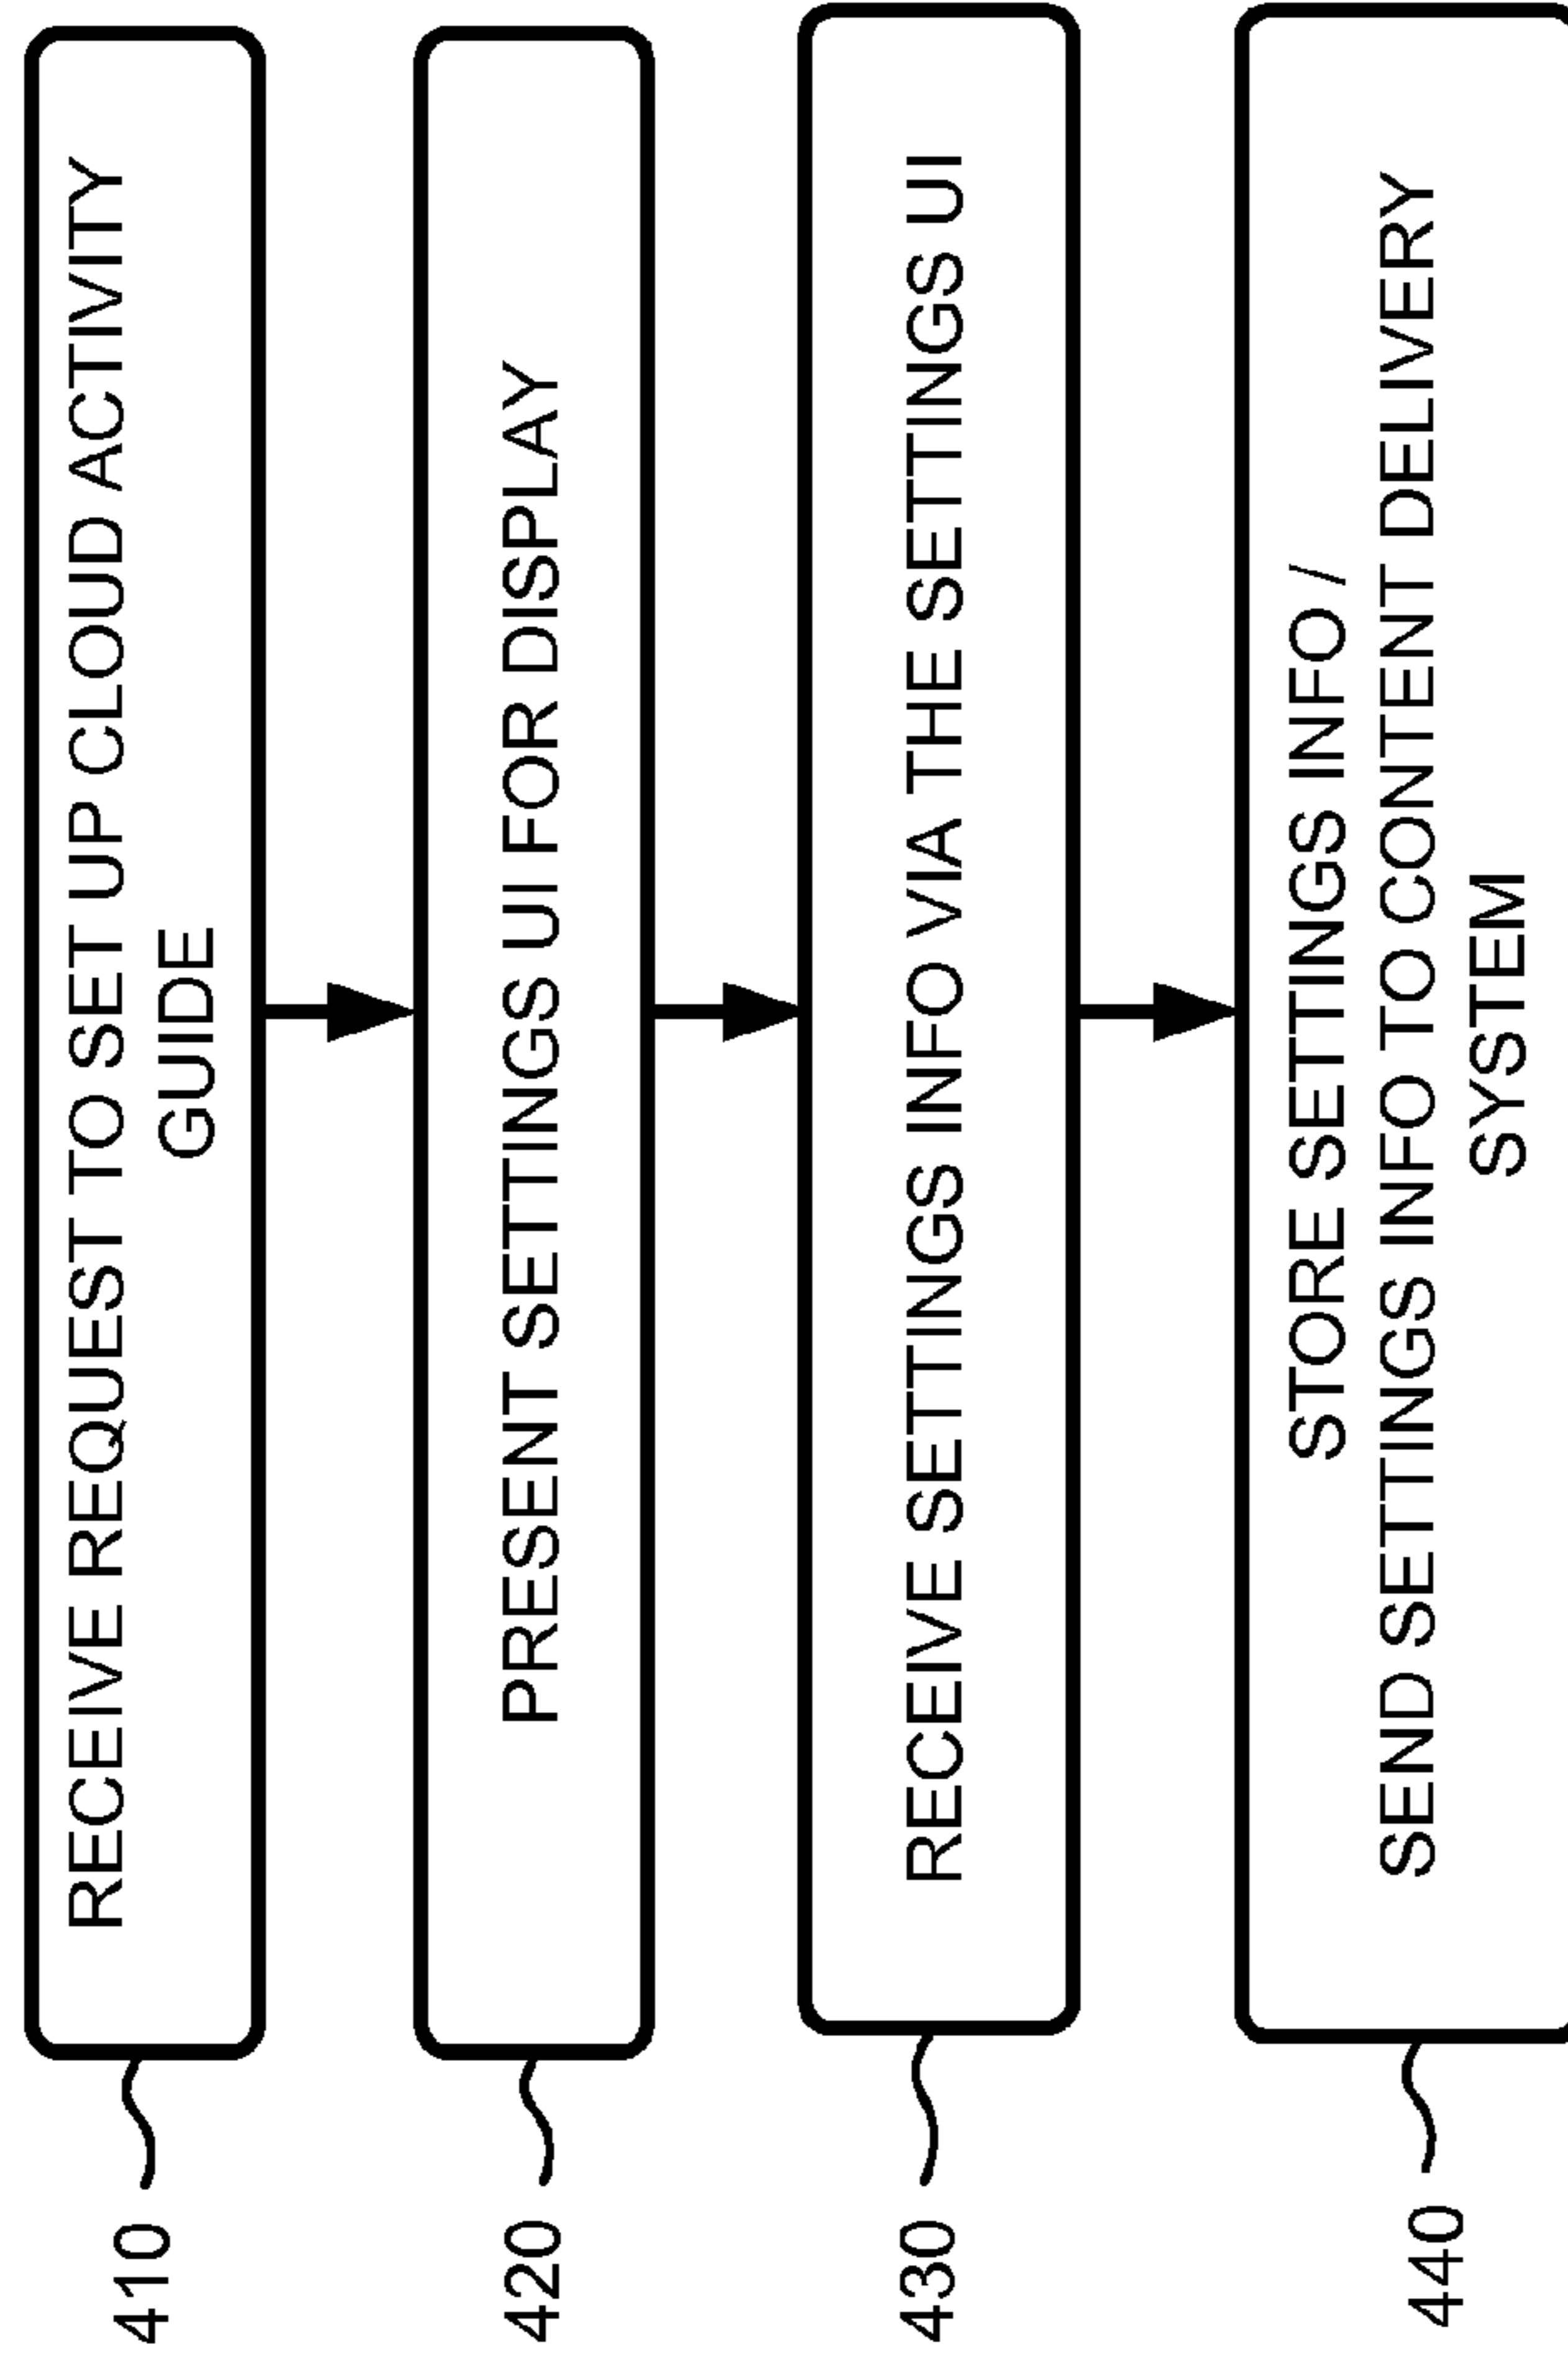 410
RECEIVE REQUEST TO SET UP CLOUD ACTIVITY
GUIDE
420
PRESENT SETTINGS UI FOR DISPLAY
430
RECEIVE SETTINGS INFO VIA THE SETTINGS UI
440
STORE SETTINGS INFO /
SEND SETTINGS INFO TO CONTENT DELIVERY
SYSTEM